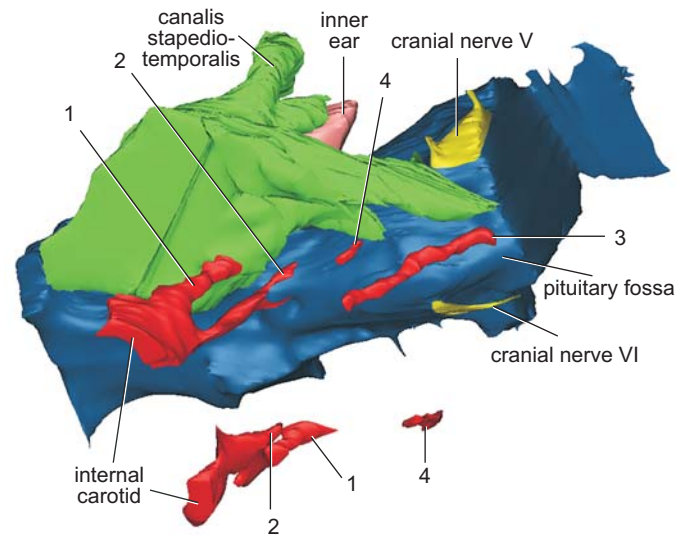 canalis
stapedio-
temporalis
inner
ear
cranial nerve V
2
4
1
3
pituitary fossa
cranial nerve VI
internal
carotid
1
4
2